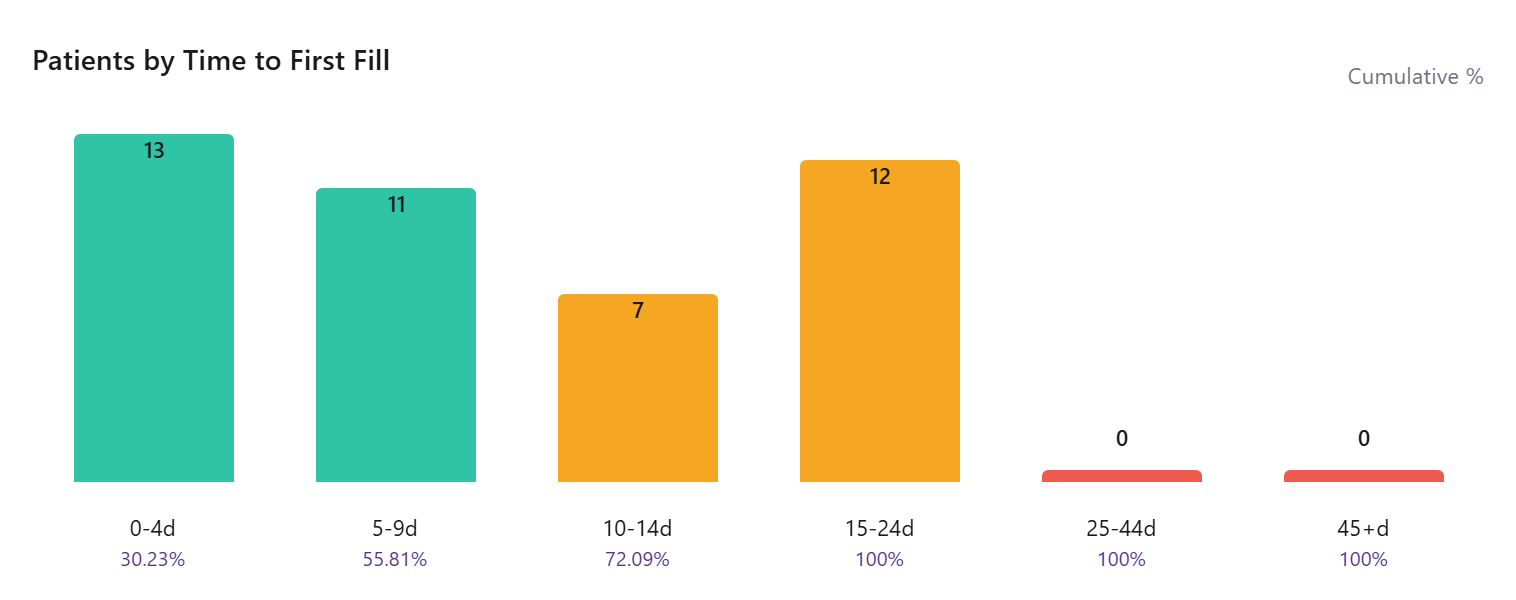 Patients by Time to First Fill
Cumulative %
13
11
7
12
0
0
0-4d
5-9d
10-14d
15-24d
25-44d
45+d
30.23%
55.81%
72.09%
100%
100%
100%